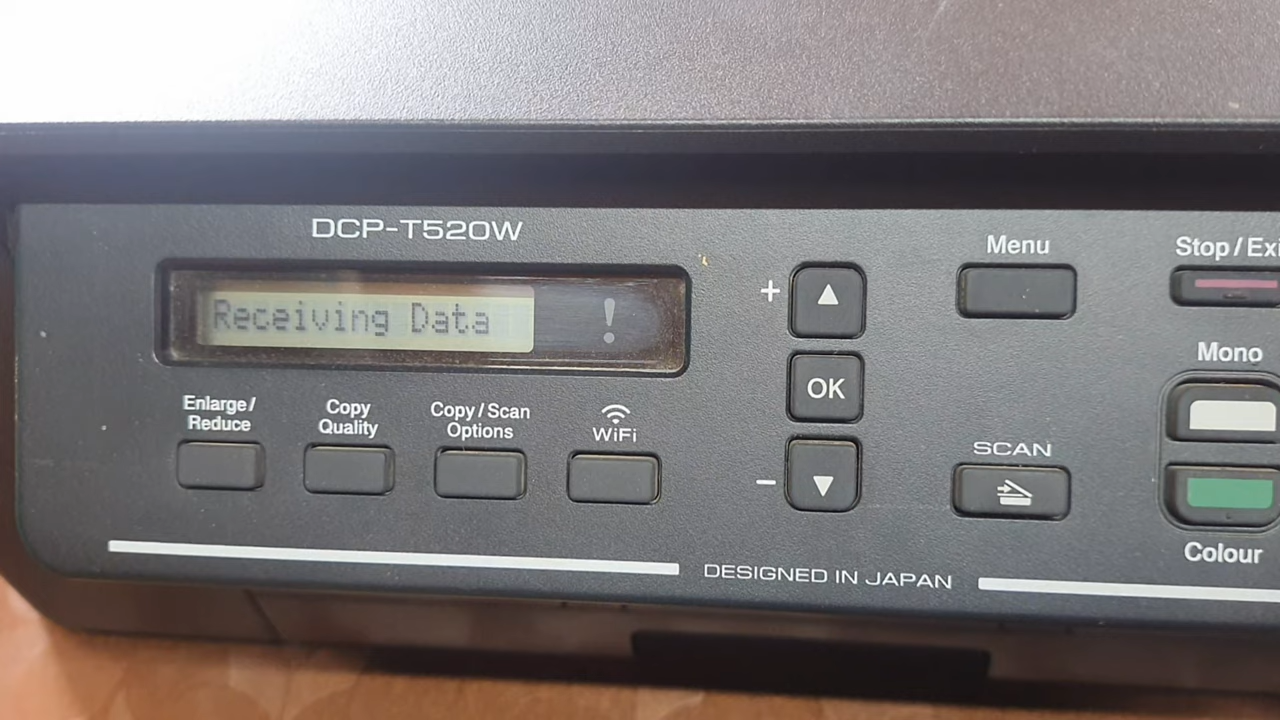 DCP-T520W
Receiving Data
!
Enlarge/
Reduce
Copy
Quality
Copy/Scan
Options
WiFi
+
OK
−
Menu
SCAN
Stop/Exi
Mono
Colour
DESIGNED IN JAPAN